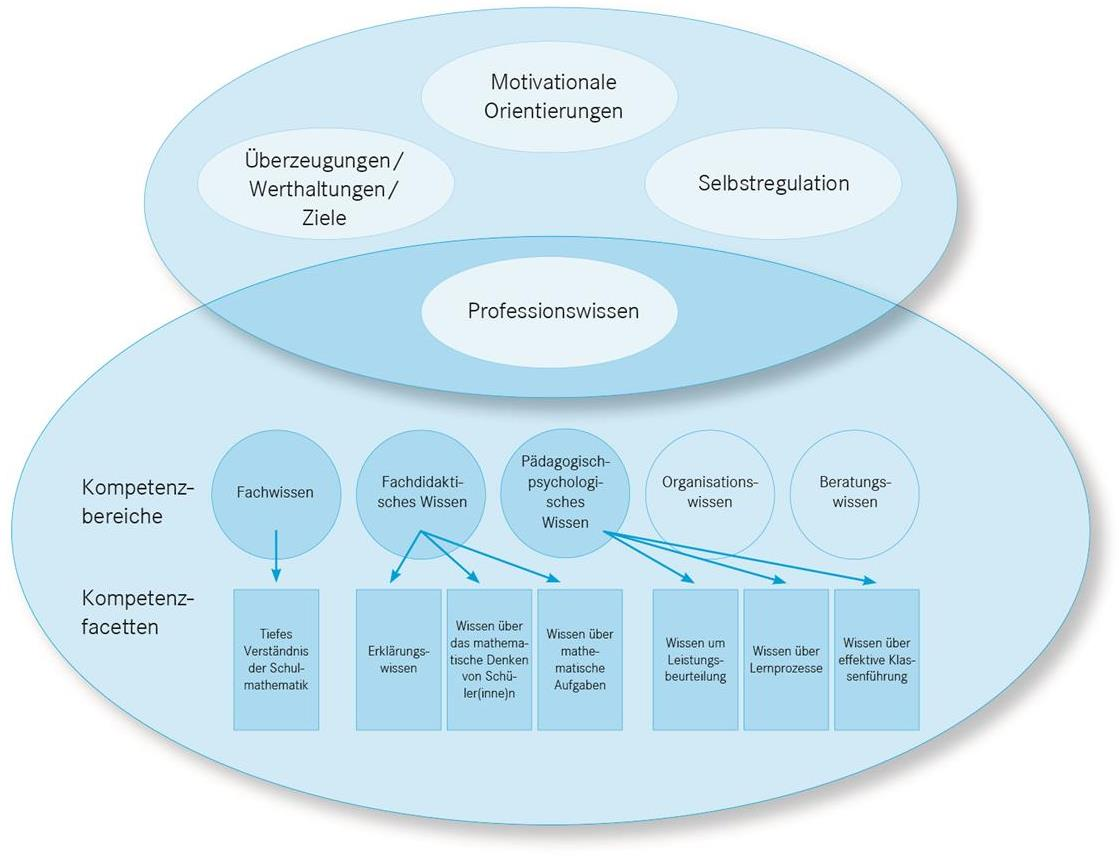 Motivationale
Orientierungen
Überzeugungen/
Werthaltungen/
Ziele
Selbstregulation
Professionswissen
Kompetenz-
bereiche
Fachwissen
Fachdidakti-
sches Wissen
Pädagogisch-
psychologi-
sches
Wissen
Organisations-
wissen
Beratungs-
wissen
Kompetenz-
facetten
Tiefes
Verständnis
der Schul-
mathematik
Erklärungs-
wissen
Wissen über
das mathema-
tische Denken
von Schü-
ler(inne)n
Wissen über
mathe-
matische
Aufgaben
Wissen um
Leistungs-
beurteilung
Wissen über
Lernprozesse
Wissen über
effektive Klas-
senführung